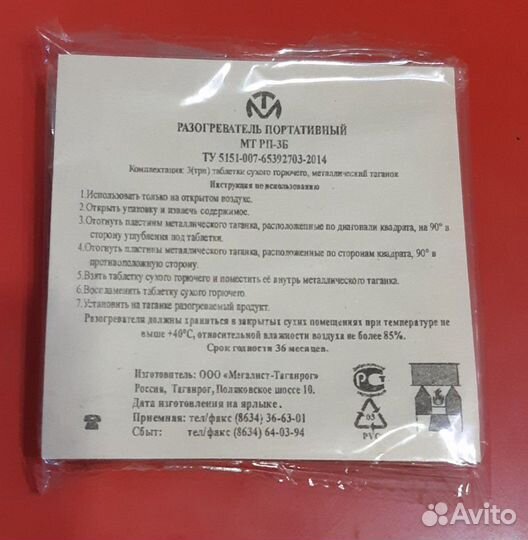 ТМ
РАЗОГРЕВАТЕЛЬ ПОРТАТИВНЫЙ
МТ РП-3Б
ТУ 5151-007-65392703-2014
Комплектация: 3(три) таблетки сухого горючего, металлический таганок
Инструкция по использованию
1.Использовать только на открытом воздухе.
2.Открыть упаковку и извлечь содержимое.
3.Отогнуть пластины металлического таганка, расположенные по диагонали квадрата, на 90° в
сторону углубления под таблетки.
4.Отогнуть пластины металлического таганка, расположенные по сторонам квадрата, 90° в
противоположную сторону.
5.Взять таблетку сухого горючего и поместить её внутрь металлического таганка.
6.Воспламенить таблетку сухого горючего.
7.Установить на таганке разогреваемый продукт.
Разогреватели должны храниться в закрытых сухих помещениях при температуре не
выше +40°С, относительной влажности воздуха не более 85%.
Срок годности 36 месяцев.
Изготовитель: ООО «Мегалист-Таганрог»
Россия, Таганрог, Поляковское шоссе 10.
Дата изготовления на ярлыке.
Приемная: тел/факс (8634) 36-63-01
Сбыт: тел/факс (8634) 64-03-94
РСТ
03
PVC
Avito